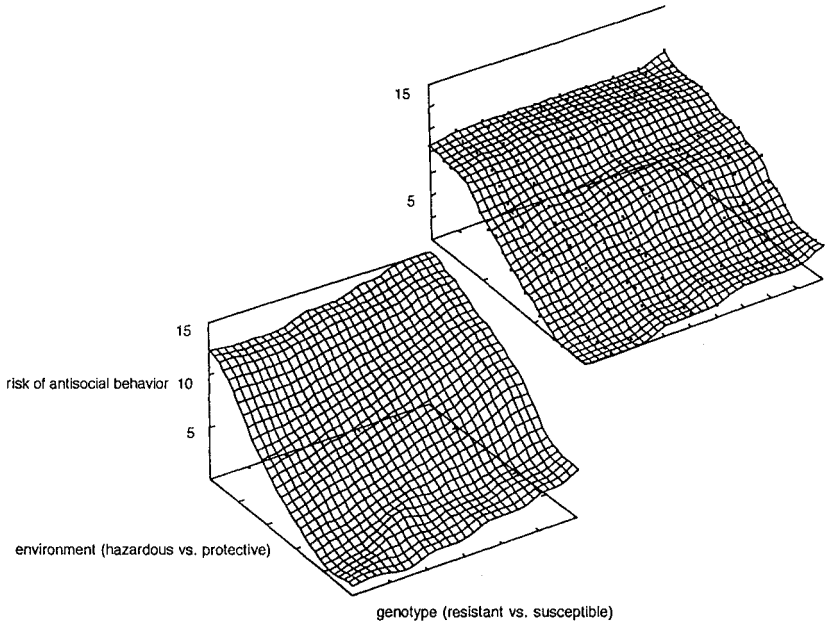 15
5
15
risk of antisocial behavior 10
5
environment (hazardous vs. protective)
genotype (resistant vs. susceptible)